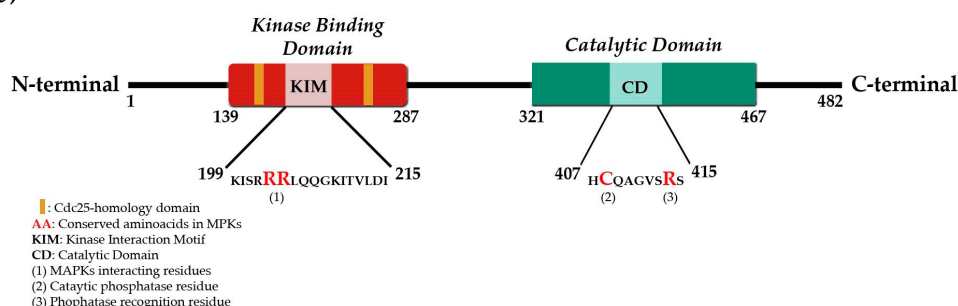 Kinase Binding
Domain
Catalytic Domain
N-terminal
KIM
CD
C-terminal
1
139
287
321
467
482
199
KISRRRLQQGKITVLDI
215
407
HCQAGVSRS
415
(1)
(2)
(3)
: Cdc25-homology domain
AA: Conserved aminoacids in MPKs
KIM: Kinase Interaction Motif
CD: Catalytic Domain
(1) MAPKs interacting residues
(2) Cataytic phosphatase residue
(3) Phophatase recognition residue